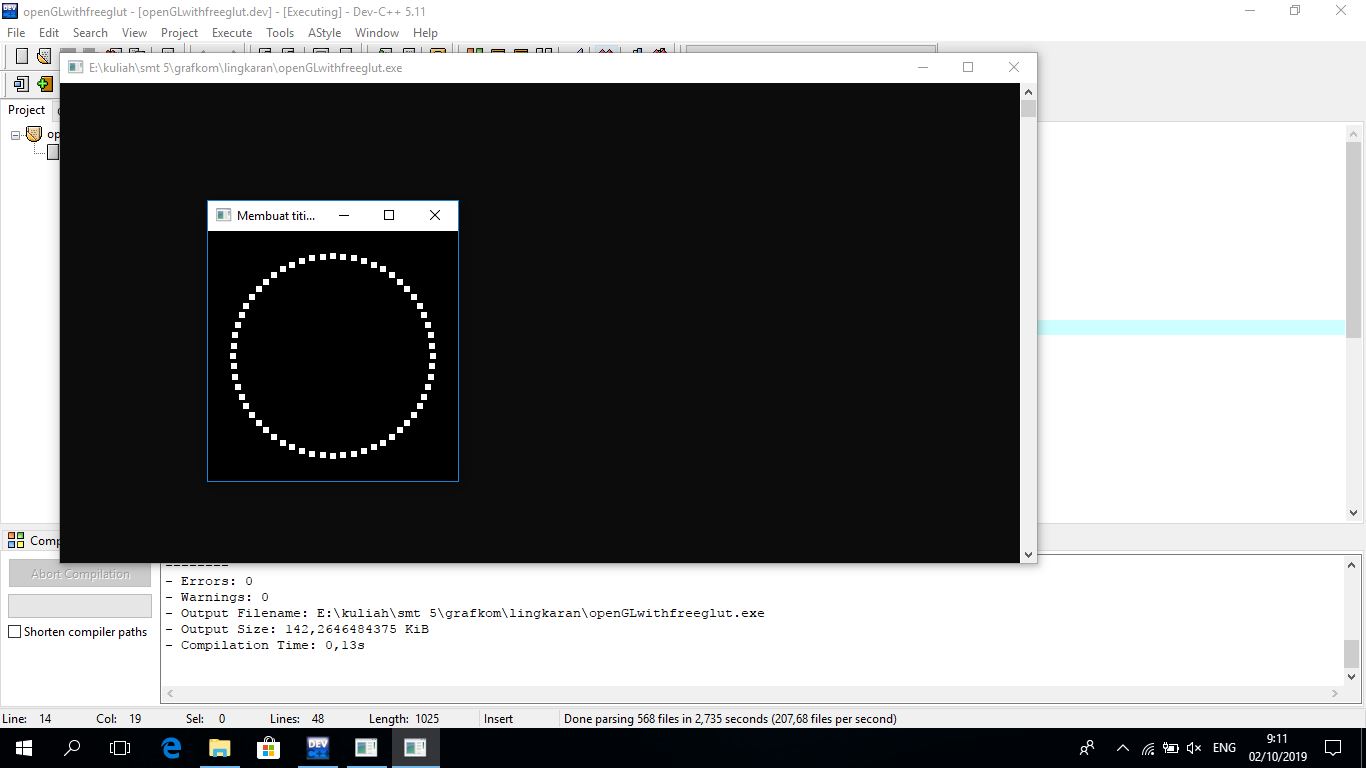 openGLwithfreeglut - [openGLwithfreeglut.dev] - [Executing] - Dev-C++ 5.11
File Edit Search View Project Execute Tools AStyle Window Help
E:\kuliah\smt 5\grafkom\lingkaran\openGLwithfreeglut.exe
Project
op
Membuat titi...
Comp
Abort Compilation
Shorten compiler paths
--------
- Errors: 0
- Warnings: 0
- Output Filename: E:\kuliah\smt 5\grafkom\lingkaran\openGLwithfreeglut.exe
- Output Size: 142,2646484375 KiB
- Compilation Time: 0,13s
Line: 14 Col: 19 Sel: 0 Lines: 48 Length: 1025 Insert Done parsing 568 files in 2,735 seconds (207,68 files per second)
DEV
ENG
9:11
02/10/2019